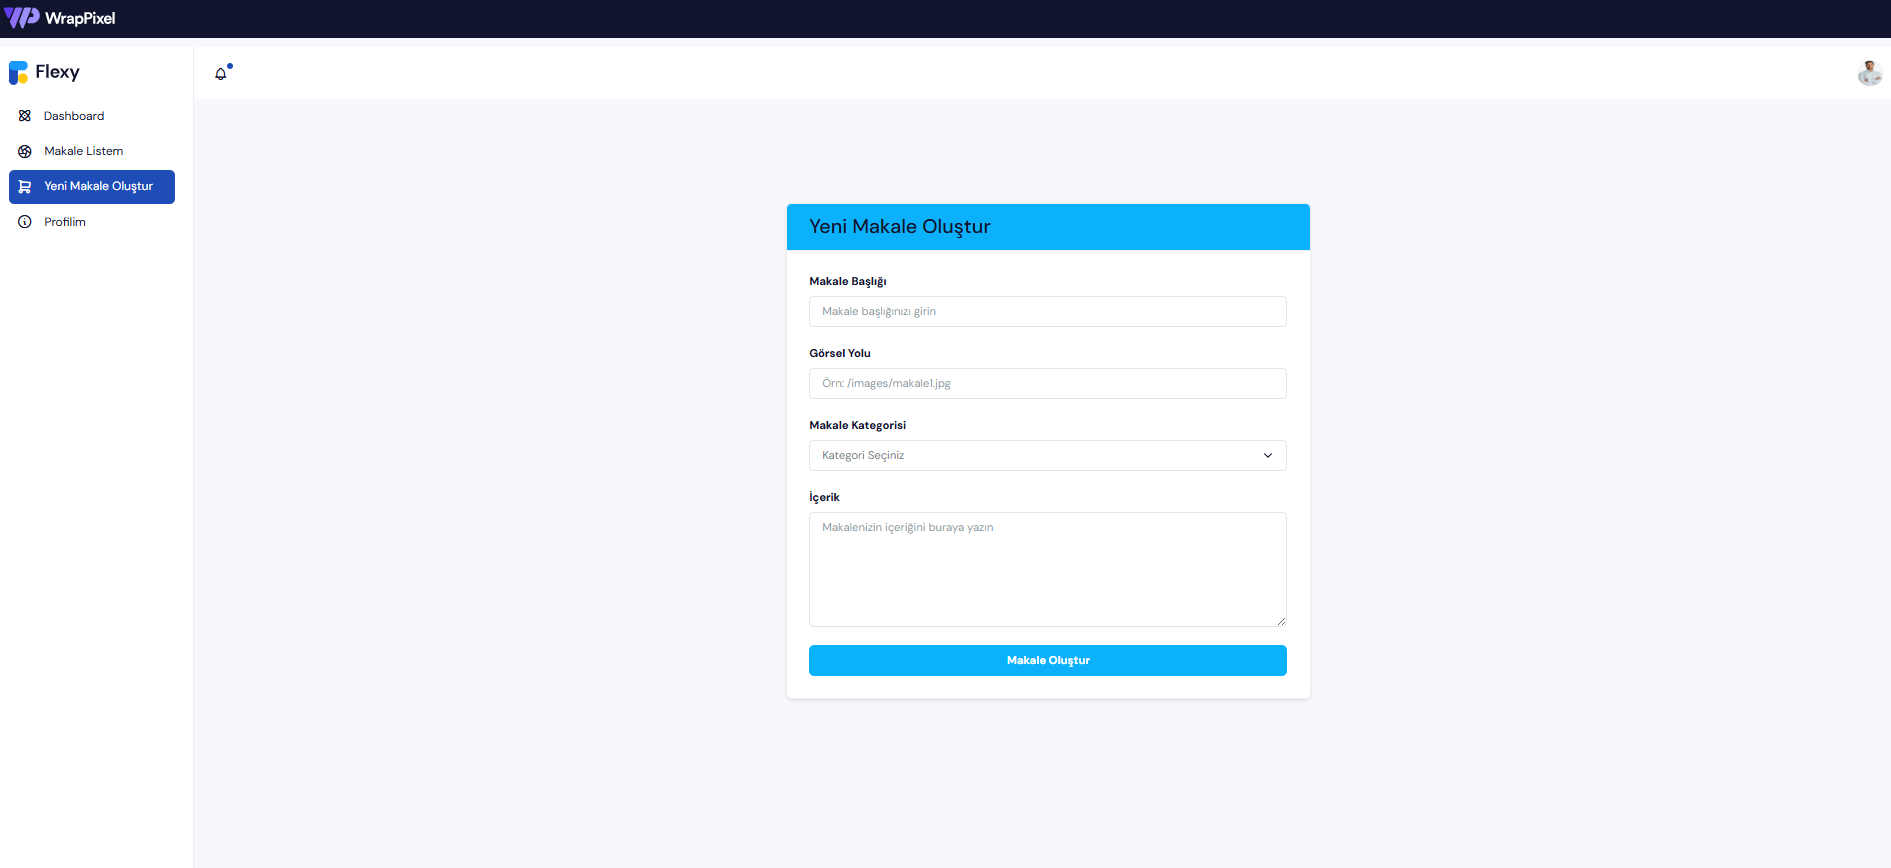 WrapPixel
Flexy
Dashboard
Makale Listem
Yeni Makale Oluştur
Profilim
Yeni Makale Oluştur
Makale Başlığı
Makale başlığınızı girin
Görsel Yolu
Örn: /images/makale1.jpg
Makale Kategorisi
Kategori Seçiniz
İçerik
Makalenizin içeriğini buraya yazın
Makale Oluştur